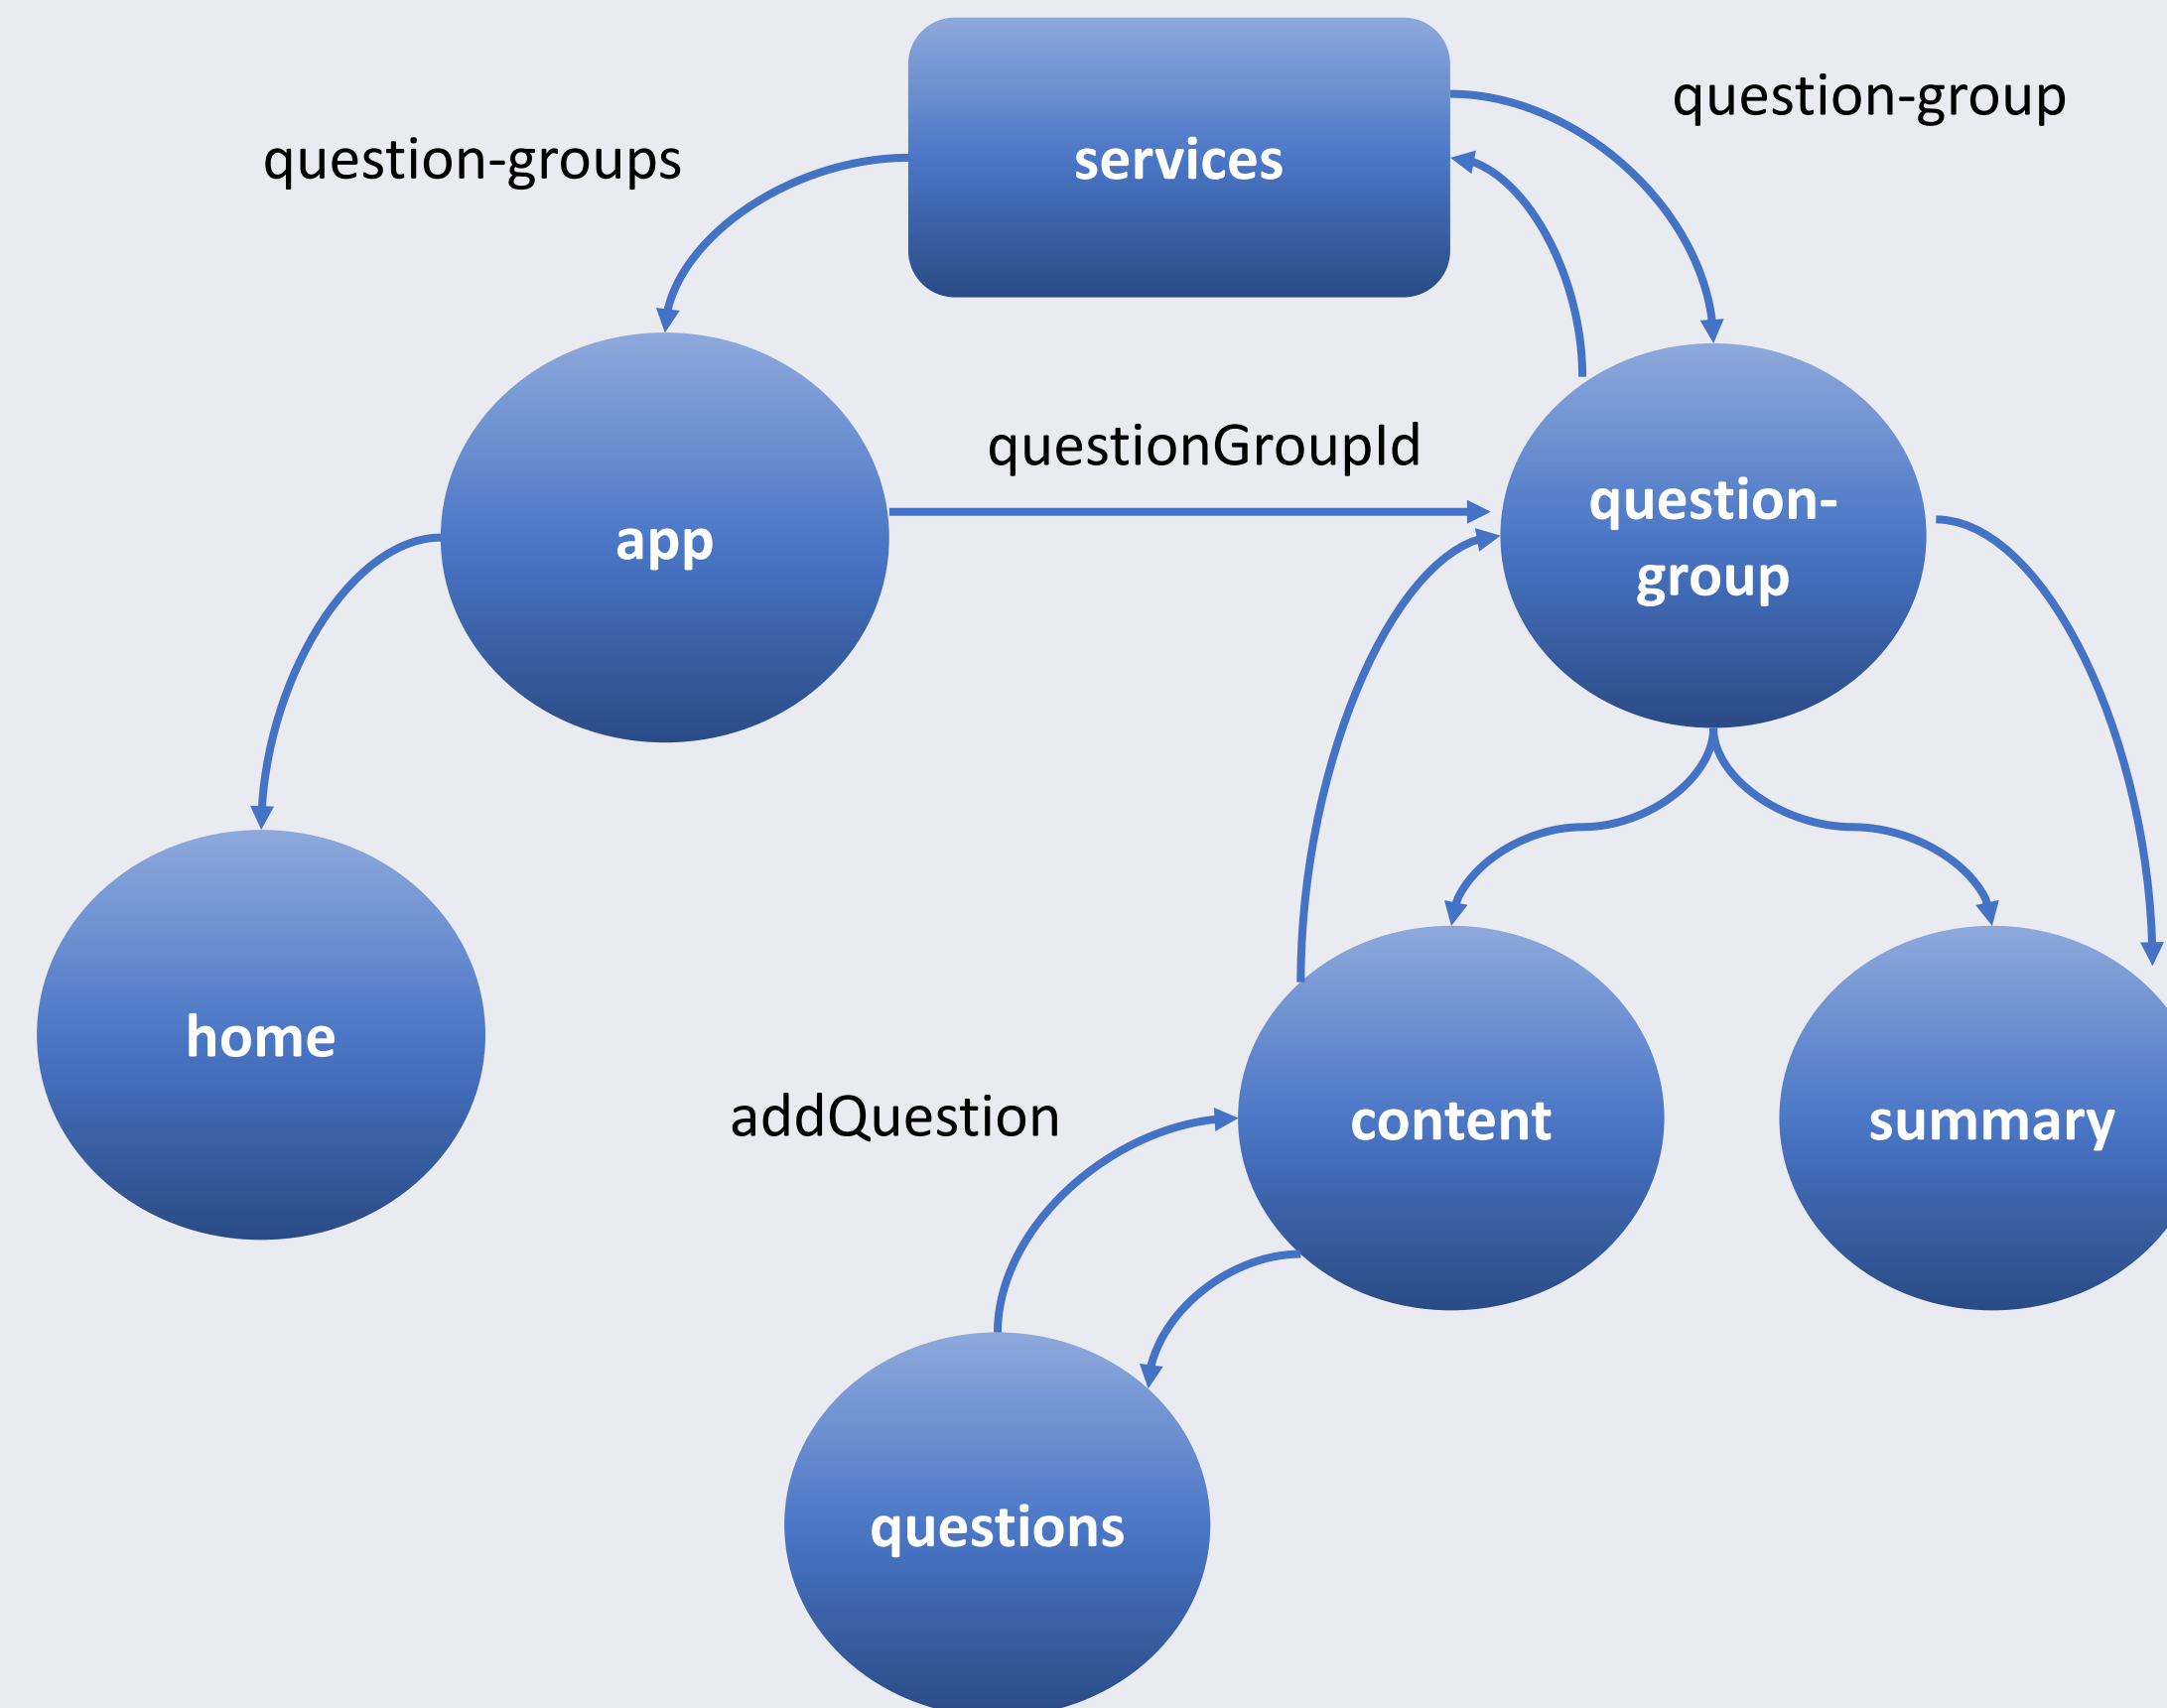 services
question-group
question-groups
questionGroupId
app
question-
group
home
addQuestion
content
summary
questions